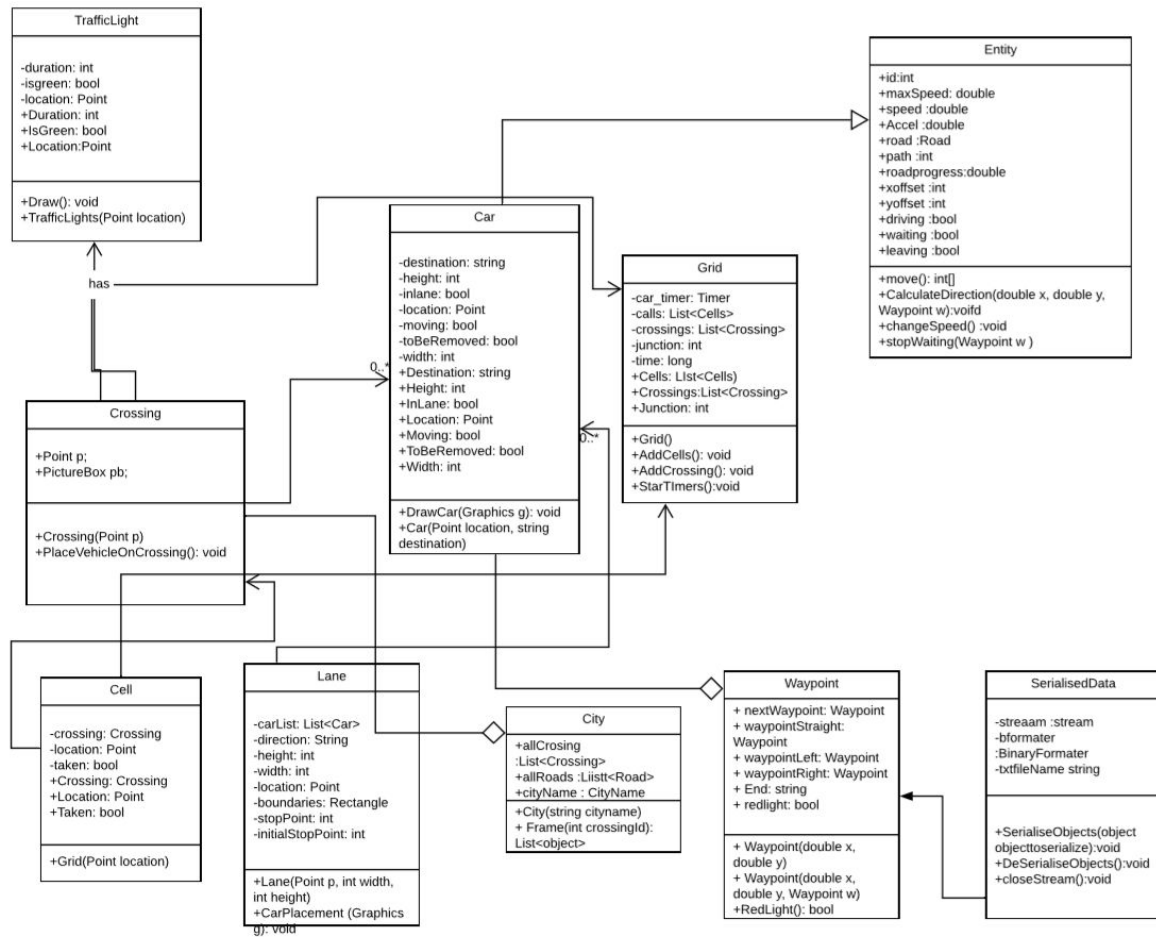 TrafficLight
-duration: int
-isgreen: bool
-location: Point
+Duration: int
+IsGreen: bool
+Location:Point
+Draw(): void
+TrafficLights(Point location)
has
Entity
+id:int
+maxSpeed: double
+speed :double
+Accel :double
+road :Road
+path :int
+roadprogress:double
+xoffset :int
+yoffset :int
+driving :bool
+waiting :bool
+leaving :bool
+move(): int[]
+CalculateDirection(double x, double y,
Waypoint w):voifd
+changeSpeed() :void
+stopWaiting(Waypoint w )
Car
-destination: string
-height: int
-inlane: bool
-location: Point
-moving: bool
-toBeRemoved: bool
-width: int
+Destination: string
+Height: int
+InLane: bool
+Location: Point
+Moving: bool
+ToBeRemoved: bool
+Width: int
+DrawCar(Graphics g): void
+Car(Point location, string
destination)
0..*
0..*
Grid
-car_timer: Timer
-calls: List<Cells>
-crossings: List<Crossing>
-junction: int
-time: long
+Cells: LIst<Cells)
+Crossings:List<Crossing>
+Junction: int
+Grid()
+AddCells(): void
+AddCrossing(): void
+StarTImers():void
Crossing
+Point p;
+PictureBox pb;
+Crossing(Point p)
+PlaceVehicleOnCrossing(): void
Cell
-crossing: Crossing
-location: Point
-taken: bool
+Crossing: Crossing
+Location: Point
+Taken: bool
+Grid(Point location)
Lane
-carList: List<Car>
-direction: String
-height: int
-width: int
-location: Point
-boundaries: Rectangle
-stopPoint: int
-initialStopPoint: int
+Lane(Point p, int width,
int height)
+CarPlacement (Graphics
g): void
City
+allCrosing
:List<Crossing>
+allRoads :Liistt<Road>
+cityName : CityName
+City(string cityname)
+ Frame(int crossingId):
List<object>
Waypoint
+ nextWaypoint: Waypoint
+ waypointStraight:
Waypoint
+ waypointLeft: Waypoint
+ waypointRight: Waypoint
+ End: string
+ redlight: bool
+ Waypoint(double x,
double y)
+ Waypoint(double x,
double y, Waypoint w)
+RedLight(): bool
SerialisedData
-streaam :stream
-bformater
:BinaryFormater
-txtfileName string
+SerialiseObjects(object
objecttoserialize):void
+DeSerialiseObjects():void
+closeStream():void